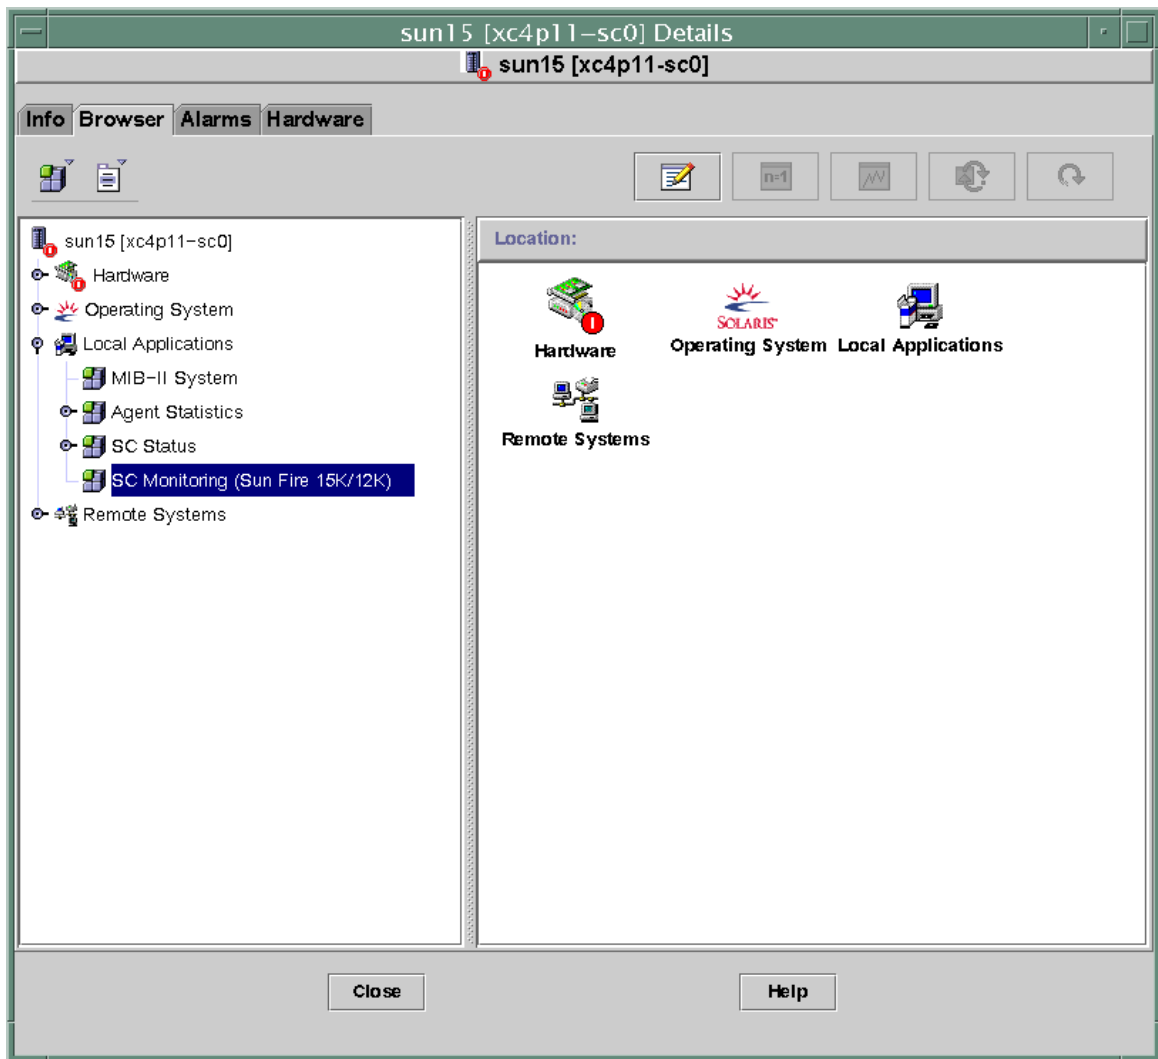 sun15 [xc4p11-sc0] Details
sun15 [xc4p11-sc0]
Info Browser Alarms Hardware
n=1
sun15 [xc4p11-sc0]
Hardware
Operating System
Local Applications
MIB-II System
Agent Statistics
SC Status
SC Monitoring (Sun Fire 15K/12K)
Remote Systems
Location:
SOLARIS
Hardware Operating System Local Applications
Remote Systems
Close Help